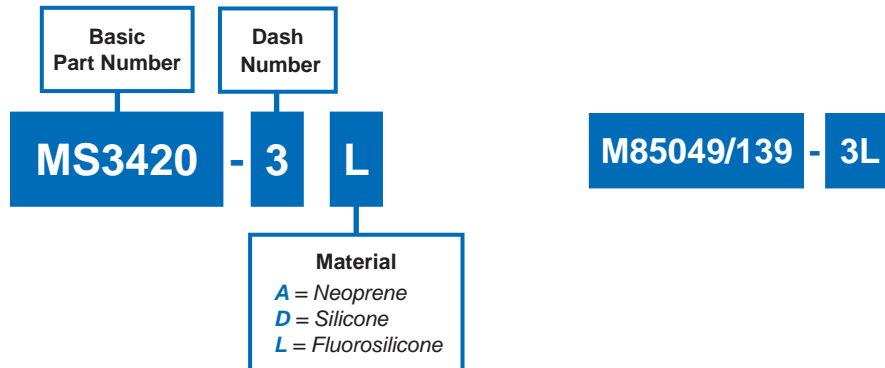 Basic
Part Number
Dash
Number
MS3420 - 3 L
M85049/139 - 3L
Material
A = Neoprene
D = Silicone
L = Fluorosilicone